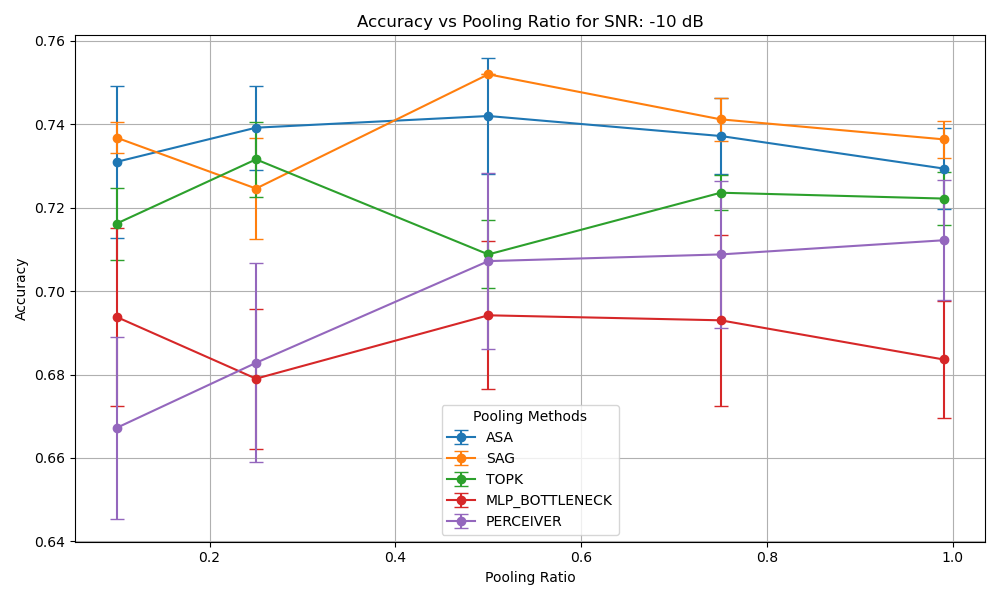 Accuracy vs Pooling Ratio for SNR: -10 dB
0.76
0.74
0.72
0.70
0.68
0.66
0.64
Accuracy
0.2
0.4
0.6
0.8
1.0
Pooling Ratio
Pooling Methods
ASA
SAG
TOPK
MLP_BOTTLENECK
PERCEIVER